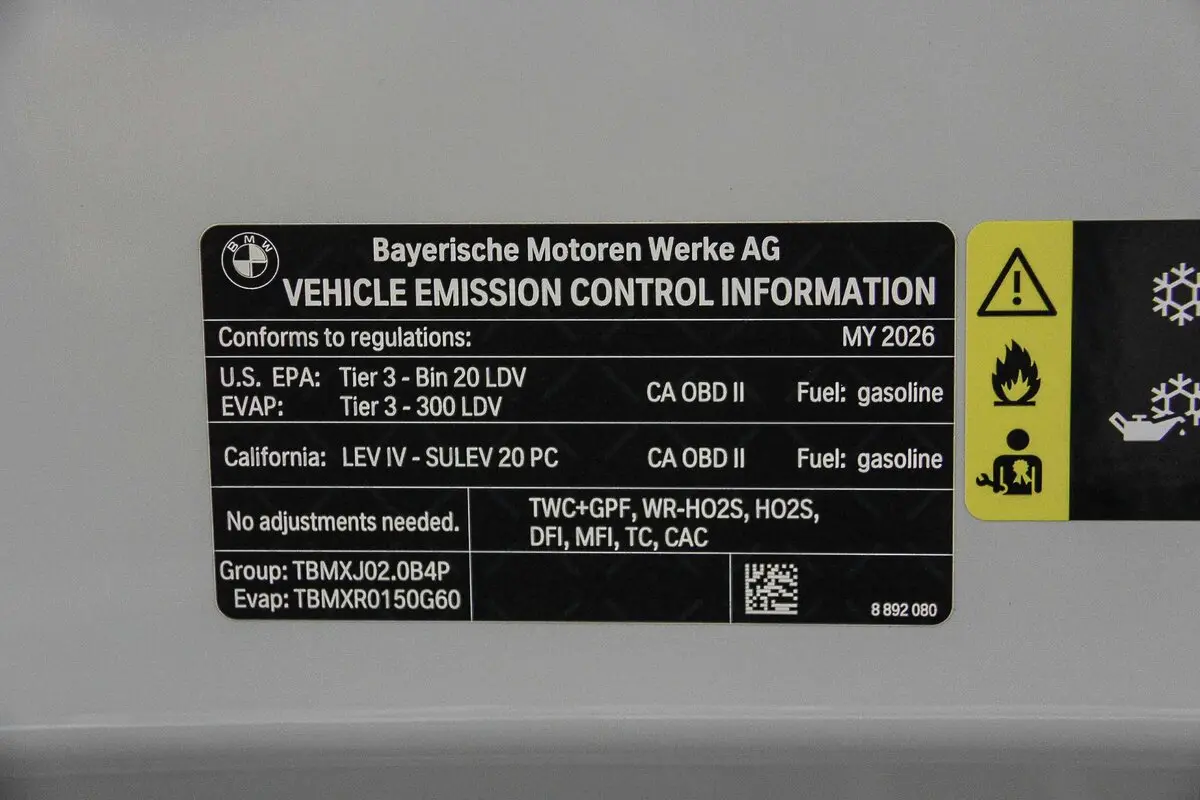 BMW
Bayerische Motoren Werke AG
VEHICLE EMISSION CONTROL INFORMATION
Conforms to regulations: MY 2026
U.S. EPA: Tier 3 - Bin 20 LDV CA OBD II Fuel: gasoline
EVAP: Tier 3 - 300 LDV
California: LEV IV - SULEV 20 PC CA OBD II Fuel: gasoline
No adjustments needed.
TWC+GPF, WR-HO2S, HO2S,
DFI, MFI, TC, CAC
Group: TBMXJ02.0B4P
Evap: TBMXR0150G60
8 892 080